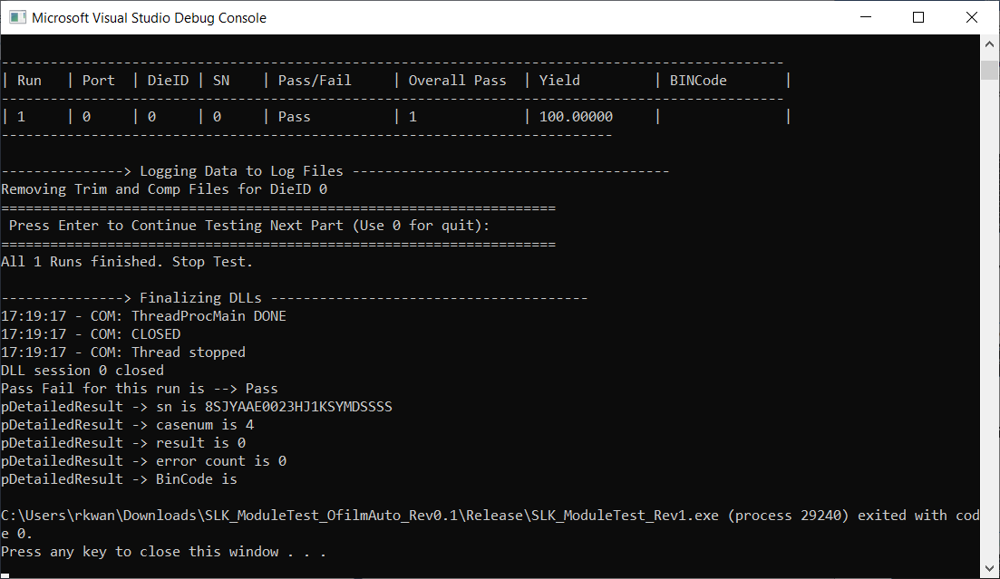 Microsoft Visual Studio Debug Console
------------------------------------------------------------------------------------------------
| Run   | Port  | DieID | SN    | Pass/Fail     | Overall Pass  | Yield         | BINCode       |
------------------------------------------------------------------------------------------------
| 1     | 0     | 0     | 0     | Pass          | 1             | 100.00000     |               |
---------------------------------------------------------------------------
---------------> Logging Data to Log Files ---------------------------------------
Removing Trim and Comp Files for DieID 0
====================================================================
Press Enter to Continue Testing Next Part (Use 0 for quit):
====================================================================
All 1 Runs finished. Stop Test.
---------------> Finalizing DLLs ---------------------------------------
17:19:17 - COM: ThreadProcMain DONE
17:19:17 - COM: CLOSED
17:19:17 - COM: Thread stopped
DLL session 0 closed
Pass Fail for this run is --> Pass
pDetailedResult -> sn is 8SJYAAE0023HJ1KSYMDSSSS
pDetailedResult -> casenum is 4
pDetailedResult -> result is 0
pDetailedResult -> error count is 0
pDetailedResult -> BinCode is
C:\Users\rkwan\Downloads\SLK_ModuleTest_OfilmAuto_Rev0.1\Release\SLK_ModuleTest_Rev1.exe (process 29240) exited with cod
e 0.
Press any key to close this window . . .